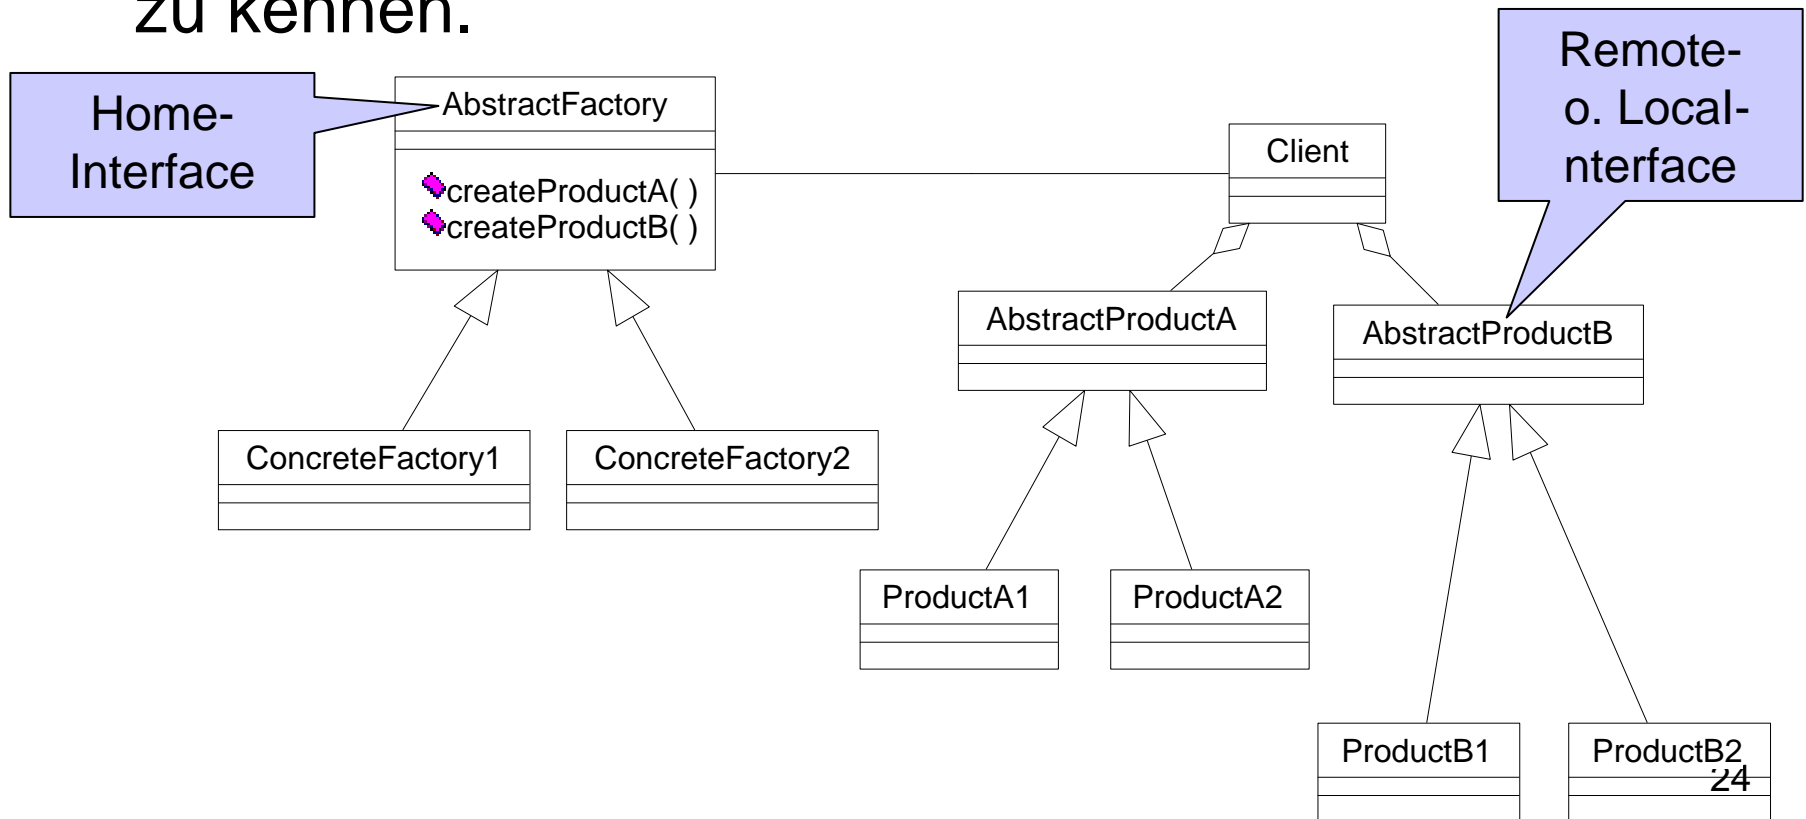 zu kennen.
Home-
Interface
AbstractFactory
createProductA( )
createProductB( )
Client
Remote-
o. Local-
nterface
AbstractProductA
AbstractProductB
ConcreteFactory1
ConcreteFactory2
ProductA1
ProductA2
ProductB1
ProductB2
24